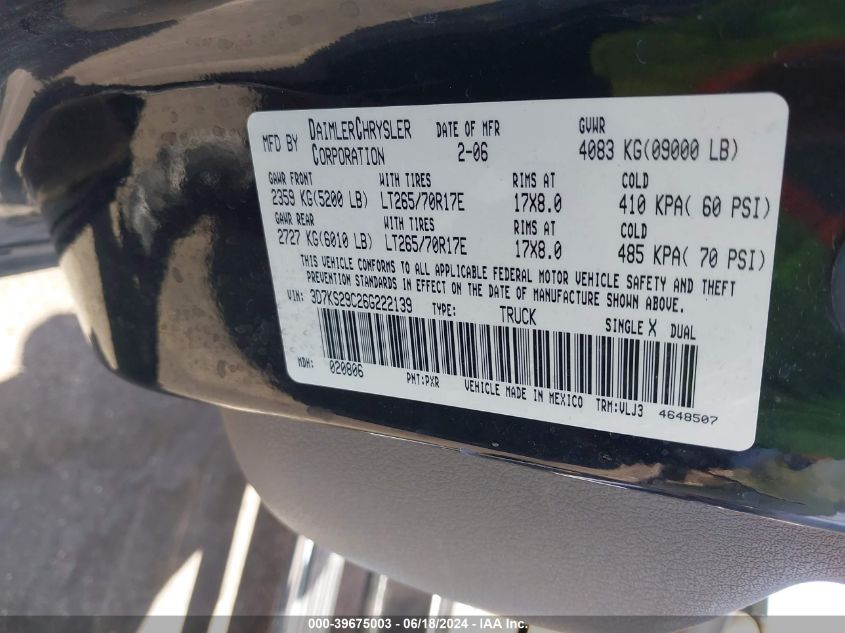 MFD BY DAIMLERCHRYSLER CORPORATION DATE OF MFR 2-06 GVWR 4083 KG(09000 LB)
GAWR FRONT WITH TIRES RIMS AT COLD
2359 KG(5200 LB) LT265/70R17E 17X8.0 410 KPA( 60 PSI)
GAWR REAR WITH TIRES RIMS AT COLD
2727 KG(6010 LB) LT265/70R17E 17X8.0 485 KPA( 70 PSI)
THIS VEHICLE CONFORMS TO ALL APPLICABLE FEDERAL MOTOR VEHICLE SAFETY AND THEFT
PREVENTION STANDARDS IN EFFECT ON THE DATE OF MANUFACTURE SHOWN ABOVE.
VIN: 3D7KS29C26G222139 TYPE: TRUCK SINGLE X DUAL
MDH: 020806 PNT:PXR VEHICLE MADE IN MEXICO TRM:VLJ3 4648507
000-39675003 - 06/18/2024 - IAA Inc.